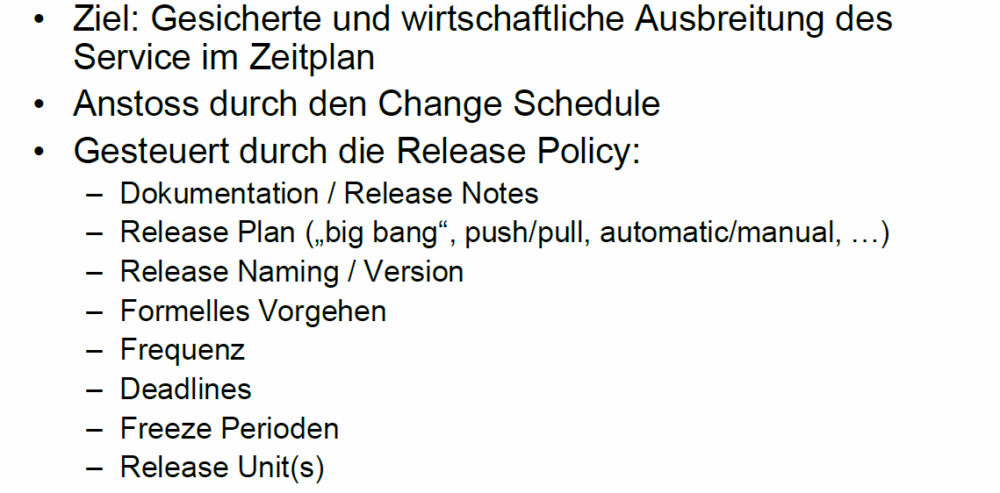 • Ziel: Gesicherte und wirtschaftliche Ausbreitung des
Service im Zeitplan
• Anstoss durch den Change Schedule
• Gesteuert durch die Release Policy:
– Dokumentation / Release Notes
– Release Plan („big bang“, push/pull, automatic/manual, …)
– Release Naming / Version
– Formelles Vorgehen
– Frequenz
– Deadlines
– Freeze Perioden
– Release Unit(s)